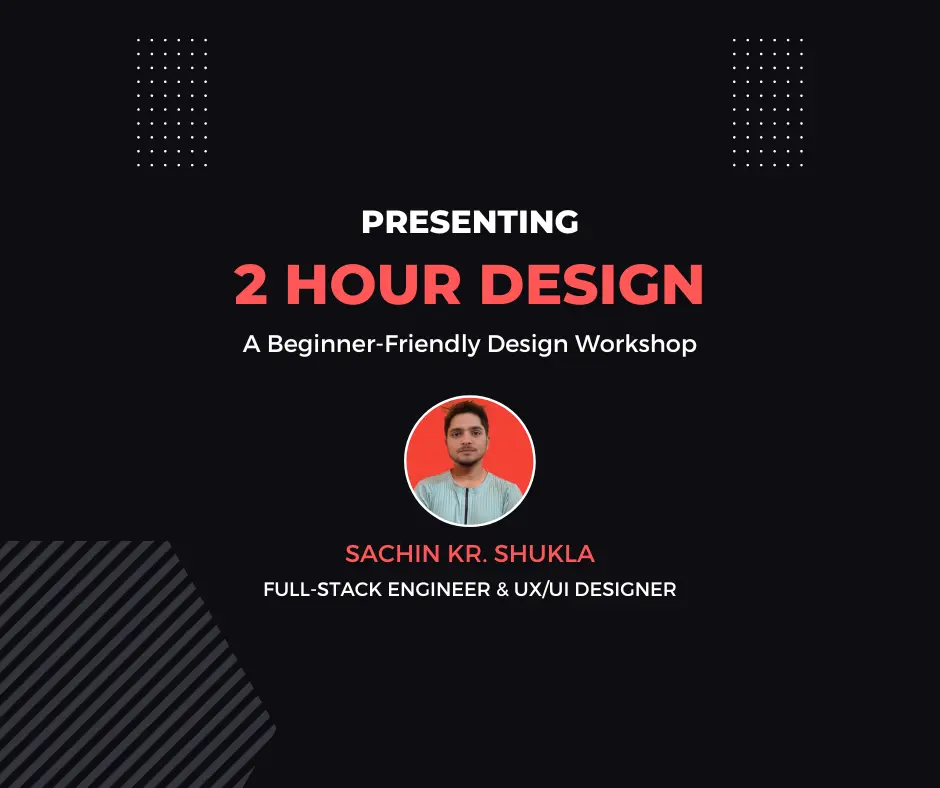 PRESENTING
2 HOUR DESIGN
A Beginner-Friendly Design Workshop
SACHIN KR. SHUKLA
FULL-STACK ENGINEER & UX/UI DESIGNER